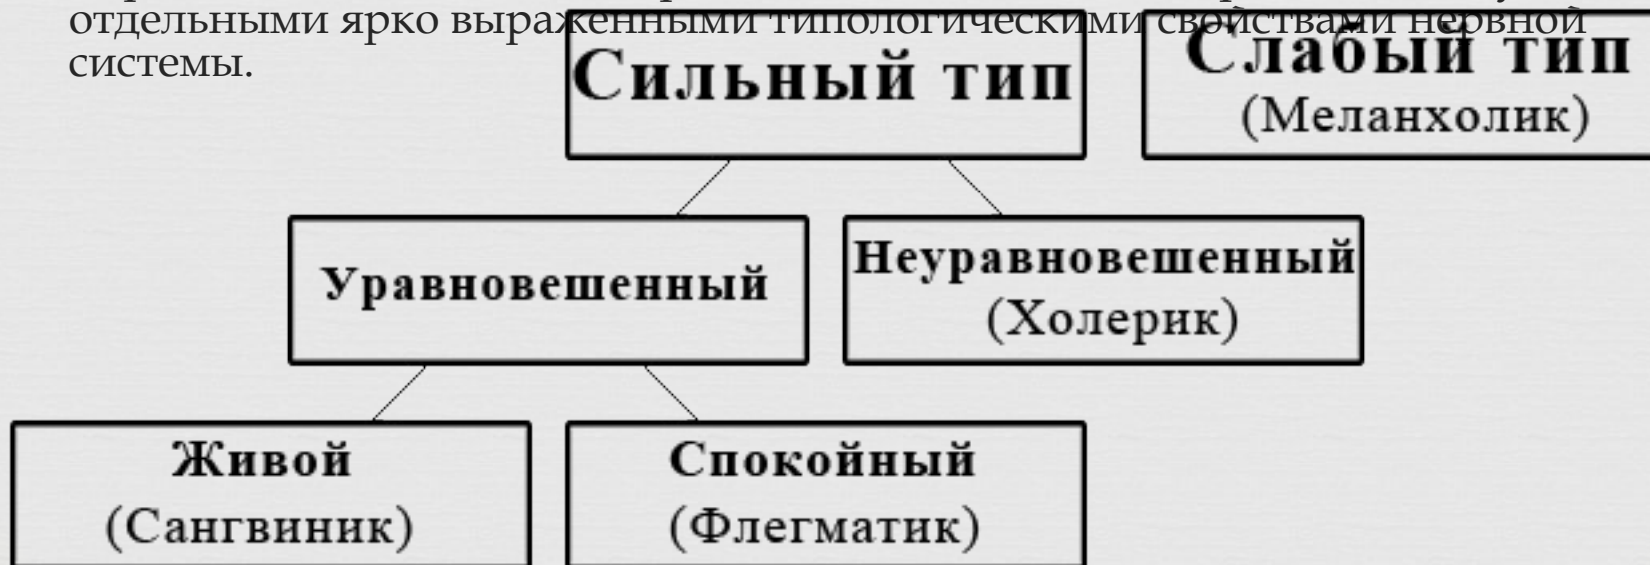 отдельными ярко выраженными типологическими свойствами нервной
системы.
Сильный тип
Слабый тип
(Меланхолик)
Уравновешенный
Неуравновешенный
(Холерик)
Живой
(Сангвиник)
Спокойный
(Флегматик)